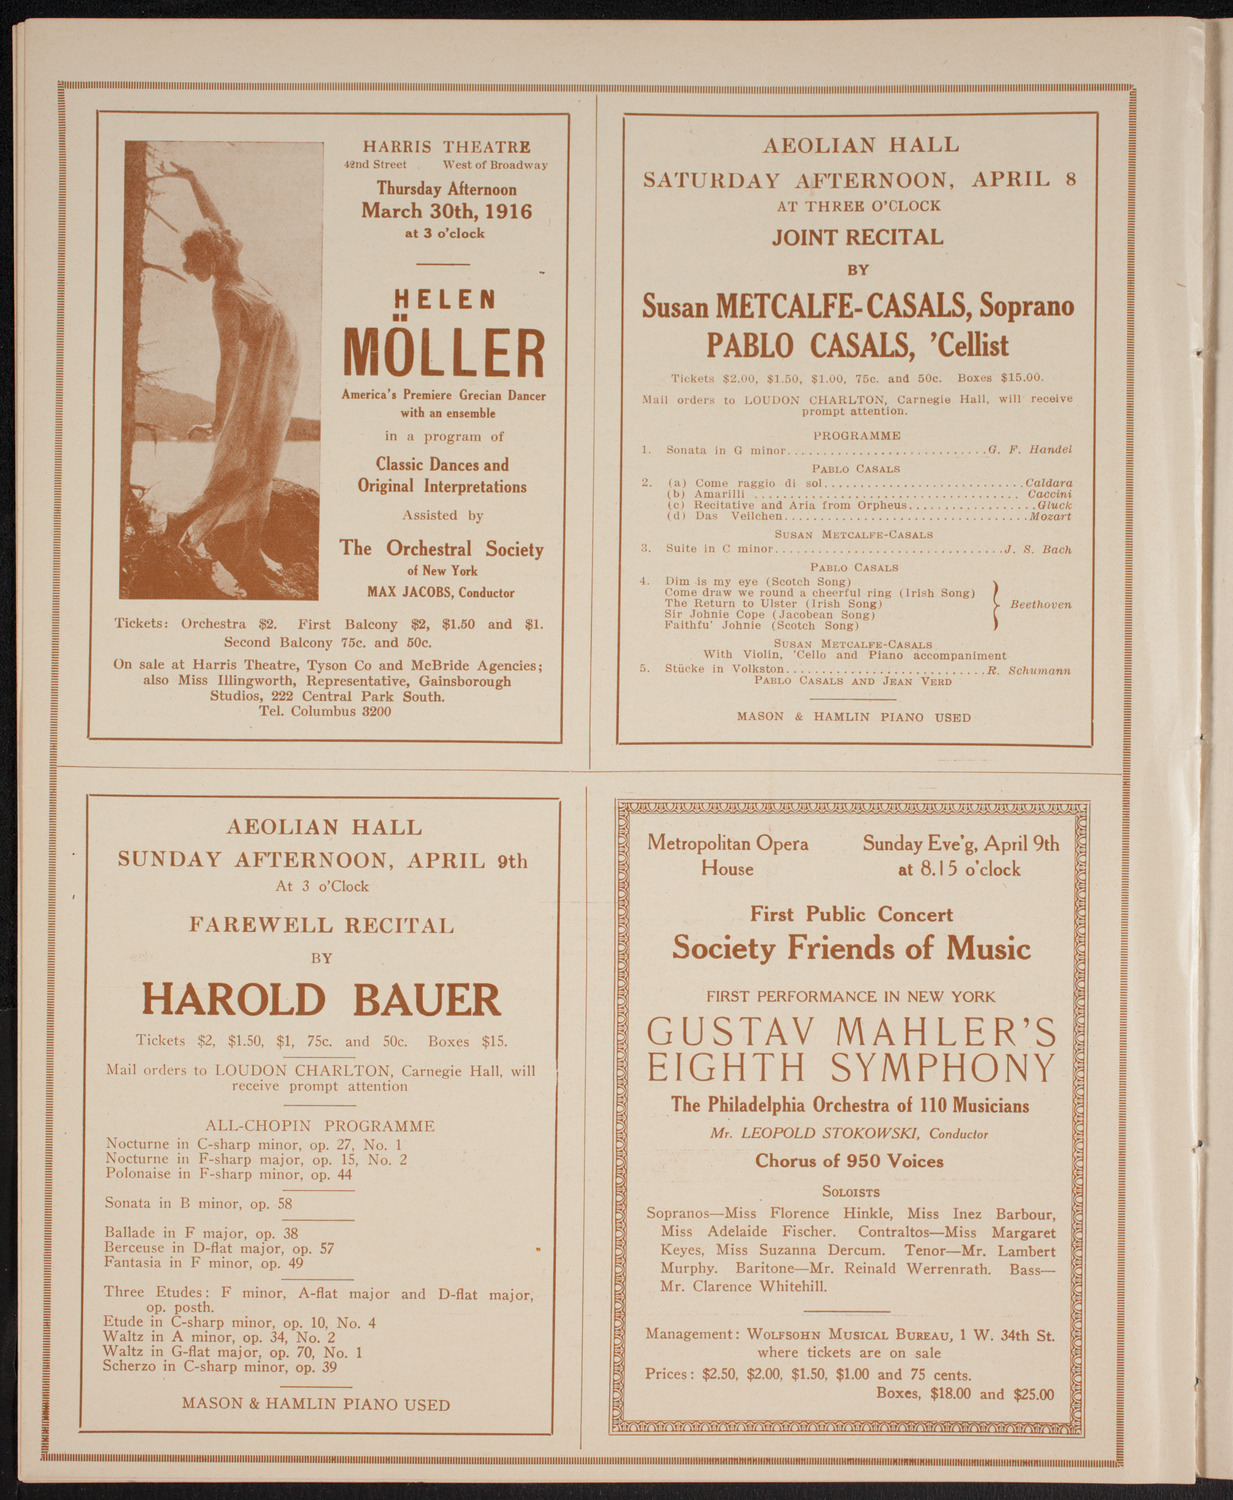 HARRIS THEATRE
42nd Street West of Broadway
Thursday Afternoon
March 30th, 1916
at 3 o'clock
HELEN
MÖLLER
America's Premiere Grecian Dancer
with an ensemble
in a program of
Classic Dances and
Original Interpretations
Assisted by
The Orchestral Society
of New York
MAX JACOBS, Conductor
Tickets: Orchestra $2. First Balcony $2, $1.50 and $1.
Second Balcony 75c. and 50c.
On sale at Harris Theatre, Tyson Co and McBride Agencies;
also Miss Illingworth, Representative, Gainsborough
Studios, 222 Central Park South.
Tel. Columbus 3200
AEOLIAN HALL
SATURDAY AFTERNOON, APRIL 8
AT THREE O'CLOCK
JOINT RECITAL
BY
Susan METCALFE-CASALS, Soprano
PABLO CASALS, 'Cellist
Tickets $2.00, $1.50, $1.00, 75c. and 50c. Boxes $15.00.
Mail orders to LOUDON CHARLTON, Carnegie Hall, will receive
prompt attention.
PROGRAMME
1. Sonata in G minor............................G. F. Handel
PABLO CASALS
2. (a) Come raggio di sol............................Caldara
(b) Amarilli ..................................... Caccini
(c) Recitative and Aria from Orpheus..................Gluck
(d) Das Veilchen..................................Mozart
SUSAN METCALFE-CASALS
3. Suite in C minor................................J. S. Bach
PABLO CASALS
4. Dim is my eye (Scotch Song)
Come draw we round a cheerful ring (Irish Song)
The Return to Ulster (Irish Song) Beethoven
Sir Johnie Cope (Jacobean Song)
Faithfu' Johnie (Scotch Song)
SUSAN METCALFE-CASALS
With Violin, 'Cello and Piano accompaniment
5. Stücke in Volkston............................R. Schumann
PABLO CASALS AND JEAN VERD
MASON & HAMLIN PIANO USED
AEOLIAN HALL
SUNDAY AFTERNOON, APRIL 9th
At 3 o'Clock
FAREWELL RECITAL
BY
HAROLD BAUER
Tickets $2, $1.50, $1, 75c. and 50c. Boxes $15.
Mail orders to LOUDON CHARLTON, Carnegie Hall, will
receive prompt attention
ALL-CHOPIN PROGRAMME
Nocturne in C-sharp minor, op. 27, No. 1
Nocturne in F-sharp major, op. 15, No. 2
Polonaise in F-sharp minor, op. 44
Sonata in B minor, op. 58
Ballade in F major, op. 38
Berceuse in D-flat major, op. 57
Fantasia in F minor, op. 49
Three Etudes: F minor, A-flat major and D-flat major,
op. posth.
Etude in C-sharp minor, op. 10, No. 4
Waltz in A minor, op. 34, No. 2
Waltz in G-flat major, op. 70, No. 1
Scherzo in C-sharp minor, op. 39
MASON & HAMLIN PIANO USED
Metropolitan Opera Sunday Eve'g, April 9th
House at 8.15 o'clock
First Public Concert
Society Friends of Music
FIRST PERFORMANCE IN NEW YORK
GUSTAV MAHLER'S
EIGHTH SYMPHONY
The Philadelphia Orchestra of 110 Musicians
Mr. LEOPOLD STOKOWSKI, Conductor
Chorus of 950 Voices
SOLOISTS
Sopranos—Miss Florence Hinkle, Miss Inez Barbour,
Miss Adelaide Fischer. Contraltos—Miss Margaret
Keyes, Miss Suzanna Dercum. Tenor—Mr. Lambert
Murphy. Baritone—Mr. Reinald Werrenrath. Bass—
Mr. Clarence Whitehill.
Management: WOLFSOHN MUSICAL BUREAU, 1 W. 34th St.
where tickets are on sale
Prices: $2.50, $2.00, $1.50, $1.00 and 75 cents.
Boxes, $18.00 and $25.00